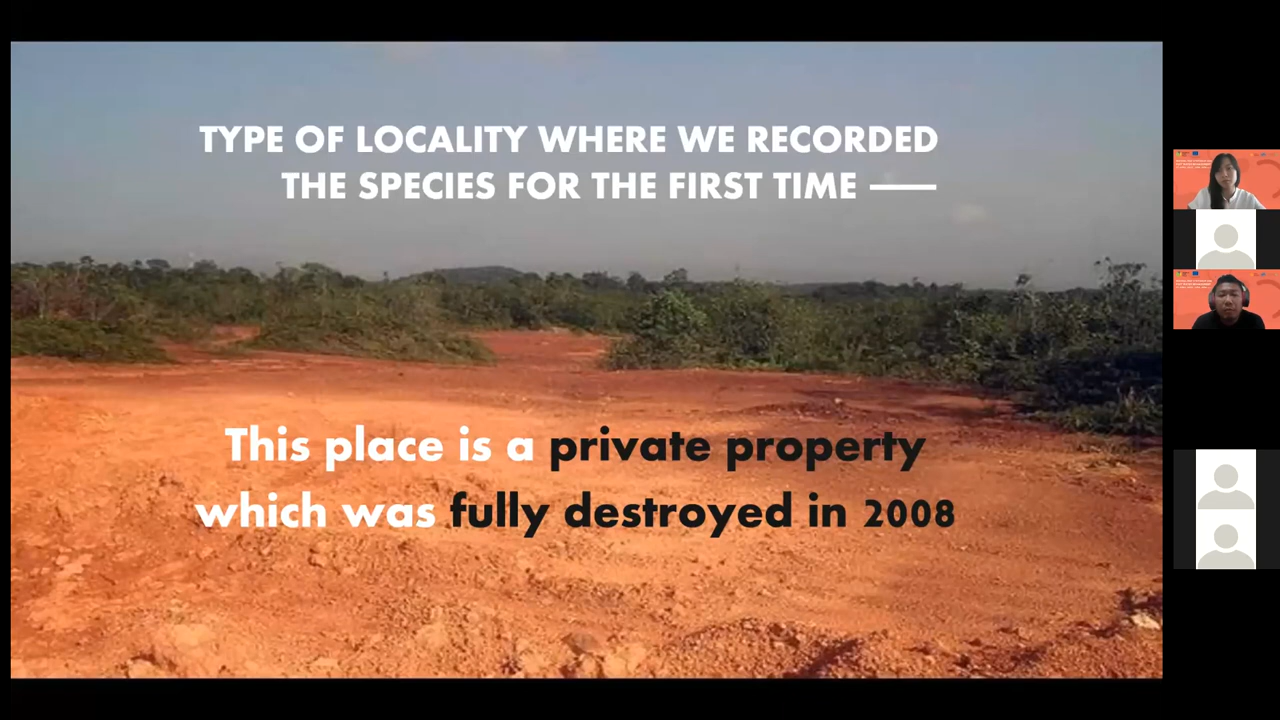 TYPE OF LOCALITY WHERE WE RECORDED
THE SPECIES FOR THE FIRST TIME —
This place is a private property
which was fully destroyed in 2008